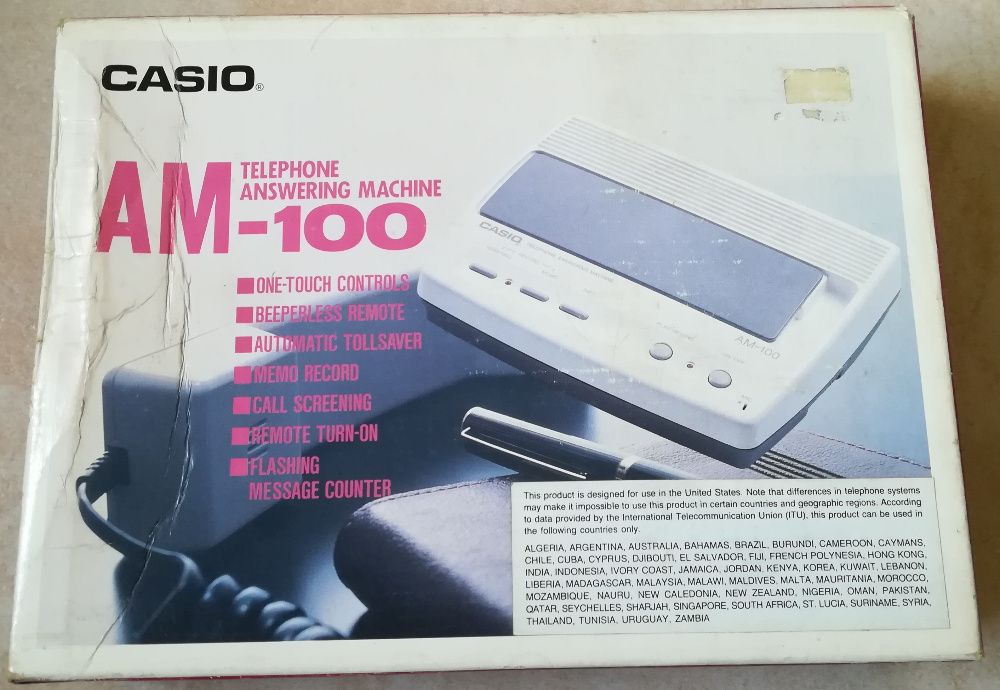 CASIO®
TELEPHONE
ANSWERING MACHINE
AM-100
■ONE-TOUCH CONTROLS
■BEEPERLESS REMOTE
■AUTOMATIC TOLLSAVER
■MEMO RECORD
■CALL SCREENING
■REMOTE TURN-ON
■FLASHING
MESSAGE COUNTER
CASIO TELEPHONE ANSWERING MACHINE
AM-100
This product is designed for use in the United States. Note that differences in telephone systems
may make it impossible to use this product in certain countries and geographic regions. According
to data provided by the International Telecommunication Union (ITU), this product can be used in
the following countries only.
ALGERIA, ARGENTINA, AUSTRALIA, BAHAMAS, BRAZIL, BURUNDI, CAMEROON, CAYMANS,
CHILE, CUBA, CYPRUS, DJIBOUTI, EL SALVADOR, FIJI, FRENCH POLYNESIA, HONG KONG,
INDIA, INDONESIA, IVORY COAST, JAMAICA, JORDAN, KENYA, KOREA, KUWAIT, LEBANON,
LIBERIA, MADAGASCAR, MALAYSIA, MALAWI, MALDIVES, MALTA, MAURITANIA, MOROCCO,
MOZAMBIQUE, NAURU, NEW CALEDONIA, NEW ZEALAND, NIGERIA, OMAN, PAKISTAN,
QATAR, SEYCHELLES, SHARJAH, SINGAPORE, SOUTH AFRICA, ST. LUCIA, SURINAME, SYRIA,
THAILAND, TUNISIA, URUGUAY, ZAMBIA